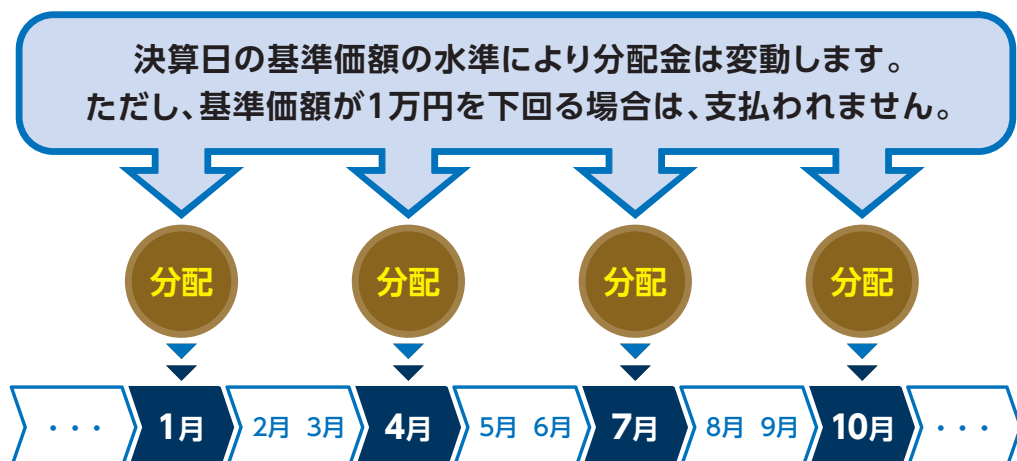 決算日の基準価額の水準により分配金は変動します。
ただし、基準価額が1万円を下回る場合は、支払われません。
分配 分配 分配 分配
・・・ 1月 2月 3月 4月 5月 6月 7月 8月 9月 10月 ・・・